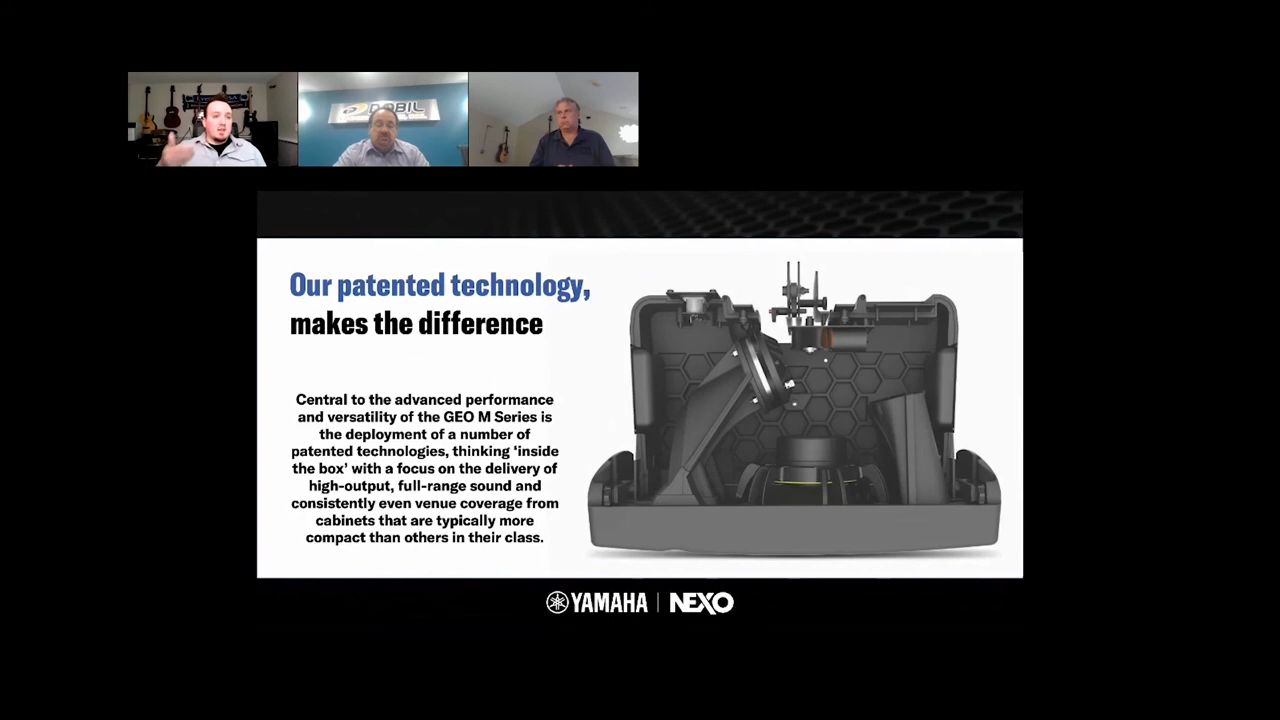 DOBIL
Our patented technology,
makes the difference
Central to the advanced performance
and versatility of the GEO M Series is
the deployment of a number of
patented technologies, thinking ‘inside
the box’ with a focus on the delivery of
high-output, full-range sound and
consistently even venue coverage from
cabinets that are typically more
compact than others in their class.
YAMAHA | NEXO